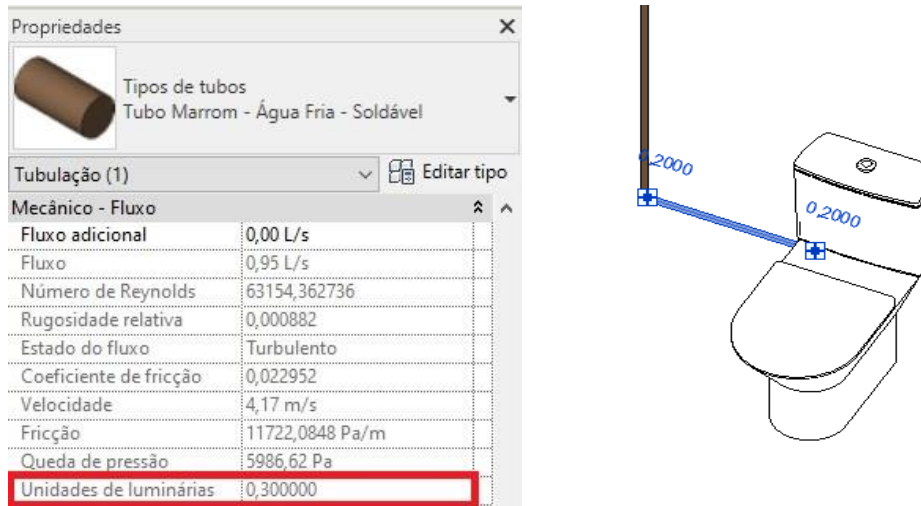 Propriedades
Tipos de tubos
Tubo Marrom - Água Fria - Soldável
Tubulação (1)
Editar tipo
Mecânico - Fluxo
Fluxo adicional 0,00 L/s
Fluxo 0,95 L/s
Número de Reynolds 63154,362736
Rugosidade relativa 0,000882
Estado do fluxo Turbulento
Coeficiente de fricção 0,022952
Velocidade 4,17 m/s
Fricção 11722,0848 Pa/m
Queda de pressão 5986,62 Pa
Unidades de luminárias 0,300000
0,2000
0,2000